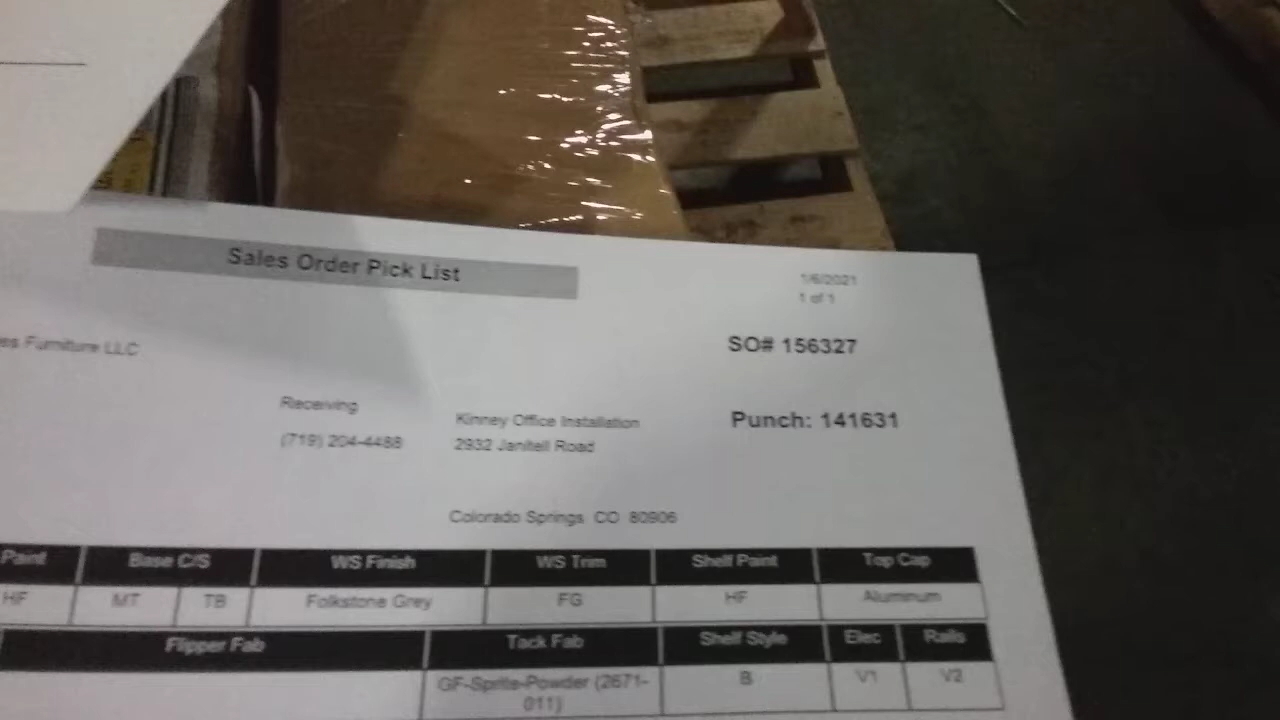 Sales Order Pick List
1/6/2021
1 of 1
es Furniture LLC
SO# 156327
Receiving
Kinney Office Installation
Punch: 141631
(719) 204-4488
2932 Janitell Road
Colorado Springs CO 80906
Paint Base C/S WS Finish WS Trim Shelf Paint Top Cap
HF MT TB Folkstone Grey FG HF Aluminum
Flipper Fab Tack Fab Shelf Style Elec Rails
GF-Sprite-Powder (2671-
011)
B V1 V2